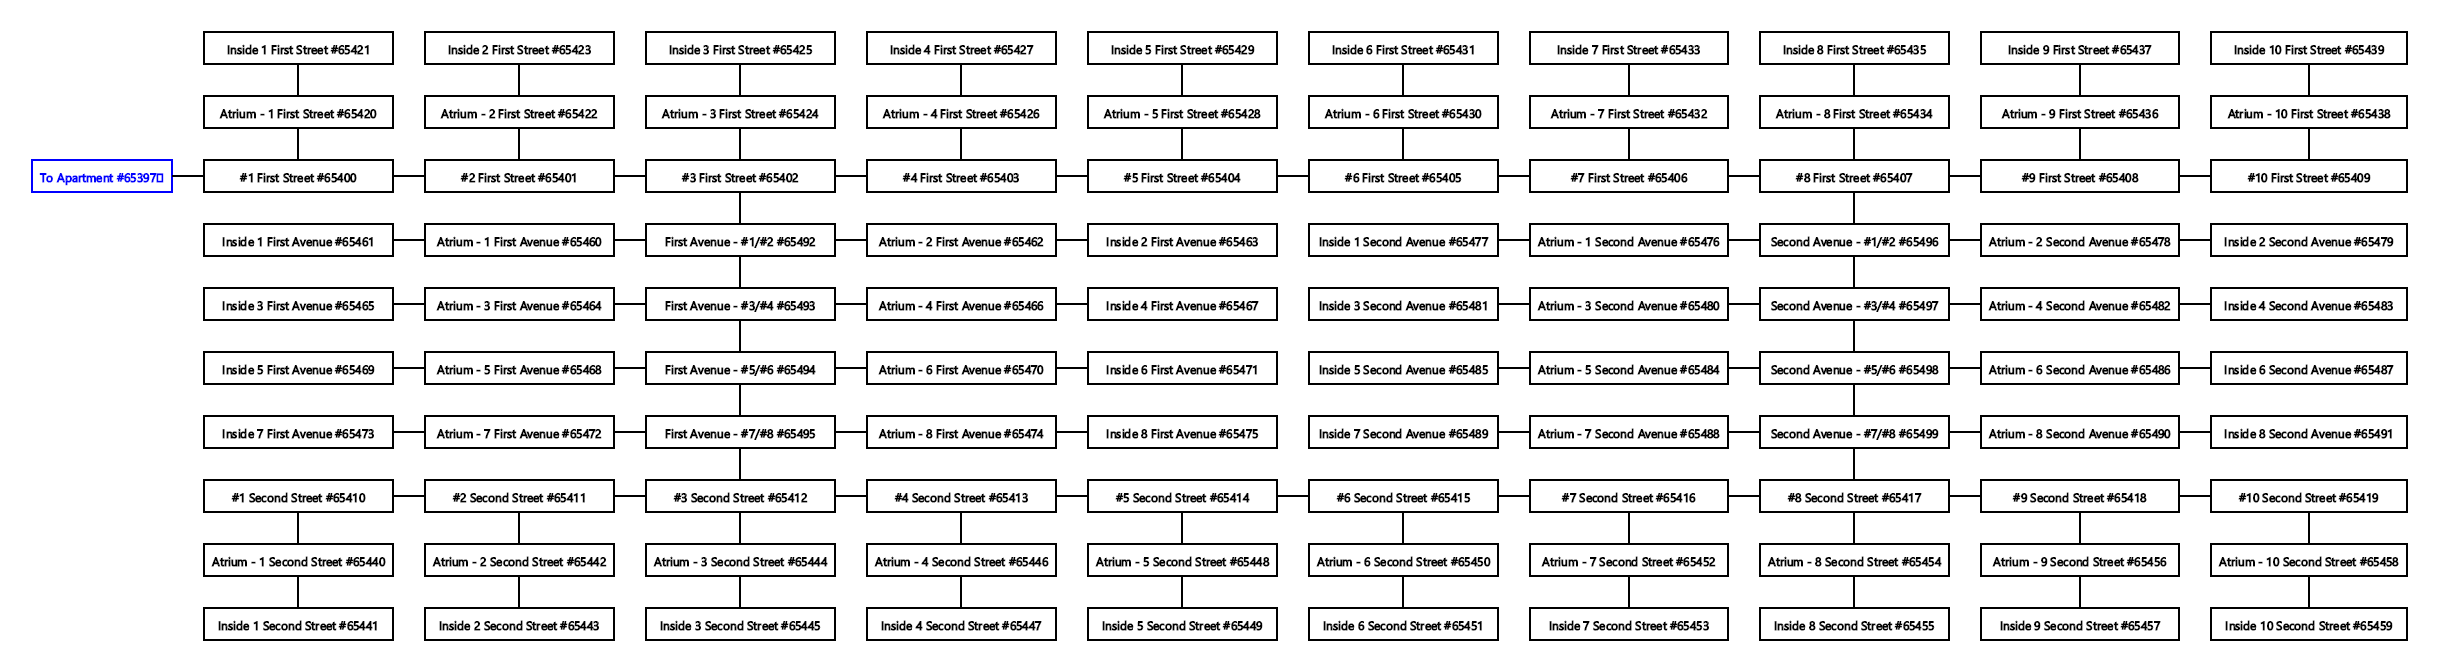 Inside 1 First Street #65421
Inside 2 First Street #65423
Inside 3 First Street #65425
Inside 4 First Street #65427
Inside 5 First Street #65429
Inside 6 First Street #65431
Inside 7 First Street #65433
Inside 8 First Street #65435
Inside 9 First Street #65437
Inside 10 First Street #65439
Atrium - 1 First Street #65420
Atrium - 2 First Street #65422
Atrium - 3 First Street #65424
Atrium - 4 First Street #65426
Atrium - 5 First Street #65428
Atrium - 6 First Street #65430
Atrium - 7 First Street #65432
Atrium - 8 First Street #65434
Atrium - 9 First Street #65436
Atrium - 10 First Street #65438
To Apartment #65397
#1 First Street #65400
#2 First Street #65401
#3 First Street #65402
#4 First Street #65403
#5 First Street #65404
#6 First Street #65405
#7 First Street #65406
#8 First Street #65407
#9 First Street #65408
#10 First Street #65409
Inside 1 First Avenue #65461
Atrium - 1 First Avenue #65460
First Avenue - #1/#2 #65492
Atrium - 2 First Avenue #65462
Inside 2 First Avenue #65463
Inside 1 Second Avenue #65477
Atrium - 1 Second Avenue #65476
Second Avenue - #1/#2 #65496
Atrium - 2 Second Avenue #65478
Inside 2 Second Avenue #65479
Inside 3 First Avenue #65465
Atrium - 3 First Avenue #65464
First Avenue - #3/#4 #65493
Atrium - 4 First Avenue #65466
Inside 4 First Avenue #65467
Inside 3 Second Avenue #65481
Atrium - 3 Second Avenue #65480
Second Avenue - #3/#4 #65497
Atrium - 4 Second Avenue #65482
Inside 4 Second Avenue #65483
Inside 5 First Avenue #65469
Atrium - 5 First Avenue #65468
First Avenue - #5/#6 #65494
Atrium - 6 First Avenue #65470
Inside 6 First Avenue #65471
Inside 5 Second Avenue #65485
Atrium - 5 Second Avenue #65484
Second Avenue - #5/#6 #65498
Atrium - 6 Second Avenue #65486
Inside 6 Second Avenue #65487
Inside 7 First Avenue #65473
Atrium - 7 First Avenue #65472
First Avenue - #7/#8 #65495
Atrium - 8 First Avenue #65474
Inside 8 First Avenue #65475
Inside 7 Second Avenue #65489
Atrium - 7 Second Avenue #65488
Second Avenue - #7/#8 #65499
Atrium - 8 Second Avenue #65490
Inside 8 Second Avenue #65491
#1 Second Street #65410
#2 Second Street #65411
#3 Second Street #65412
#4 Second Street #65413
#5 Second Street #65414
#6 Second Street #65415
#7 Second Street #65416
#8 Second Street #65417
#9 Second Street #65418
#10 Second Street #65419
Atrium - 1 Second Street #65440
Atrium - 2 Second Street #65442
Atrium - 3 Second Street #65444
Atrium - 4 Second Street #65446
Atrium - 5 Second Street #65448
Atrium - 6 Second Street #65450
Atrium - 7 Second Street #65452
Atrium - 8 Second Street #65454
Atrium - 9 Second Street #65456
Atrium - 10 Second Street #65458
Inside 1 Second Street #65441
Inside 2 Second Street #65443
Inside 3 Second Street #65445
Inside 4 Second Street #65447
Inside 5 Second Street #65449
Inside 6 Second Street #65451
Inside 7 Second Street #65453
Inside 8 Second Street #65455
Inside 9 Second Street #65457
Inside 10 Second Street #65459